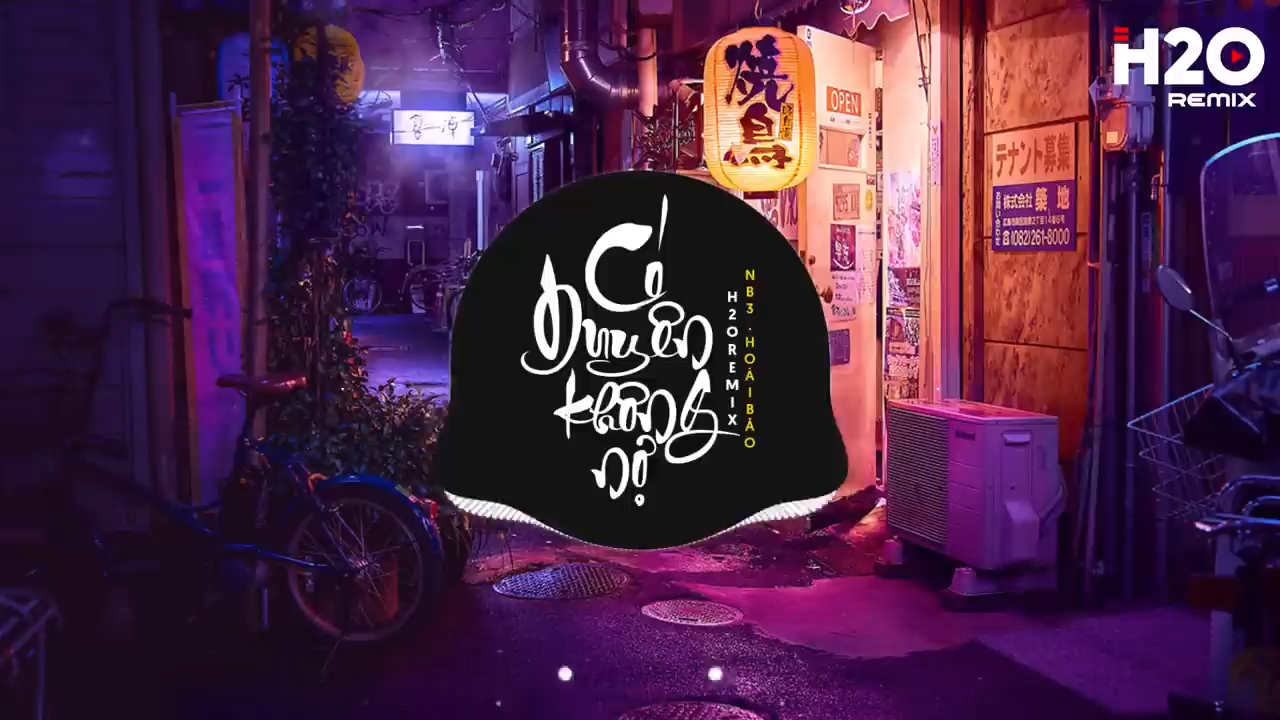 H2O
REMIX
焼鳥
OPEN
テナント募集
株式会社 築地
☎(082)261-8000
Có
Duyên
Không
nợ
H2OREMIX
NB3 . HOÀI BẢO